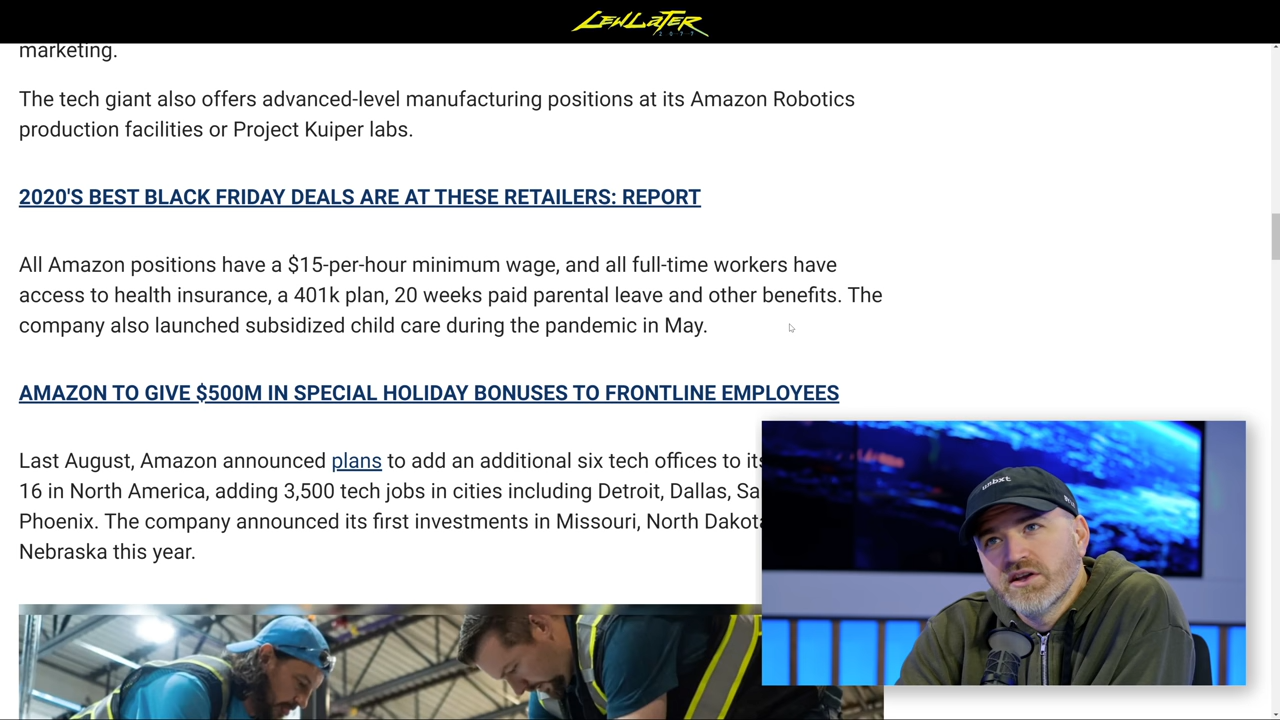 LEWLATER
2077
marketing.
The tech giant also offers advanced-level manufacturing positions at its Amazon Robotics
production facilities or Project Kuiper labs.
2020'S BEST BLACK FRIDAY DEALS ARE AT THESE RETAILERS: REPORT
All Amazon positions have a $15-per-hour minimum wage, and all full-time workers have
access to health insurance, a 401k plan, 20 weeks paid parental leave and other benefits. The
company also launched subsidized child care during the pandemic in May.
AMAZON TO GIVE $500M IN SPECIAL HOLIDAY BONUSES TO FRONTLINE EMPLOYEES
Last August, Amazon announced plans to add an additional six tech offices to its
16 in North America, adding 3,500 tech jobs in cities including Detroit, Dallas, Sa
Phoenix. The company announced its first investments in Missouri, North Dakota
Nebraska this year.
unbxt